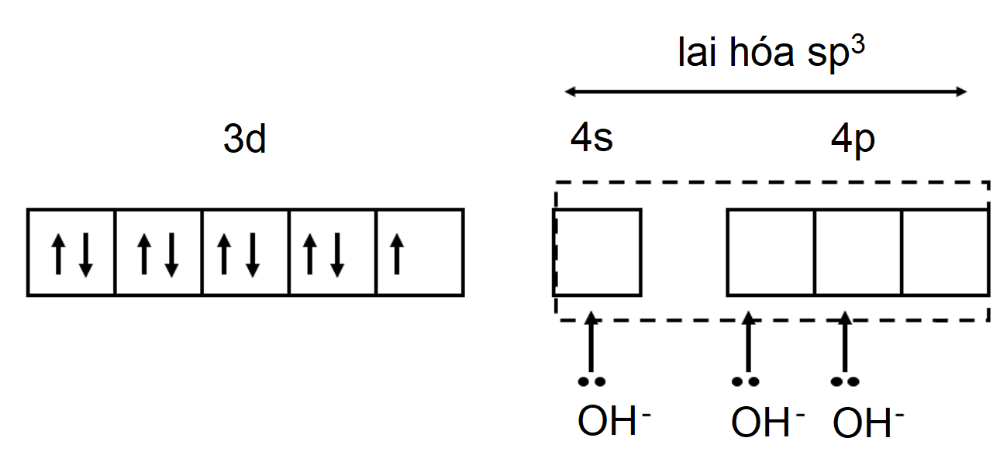 lai hóa sp³
3d
4s
4p
OH⁻
OH⁻
OH⁻